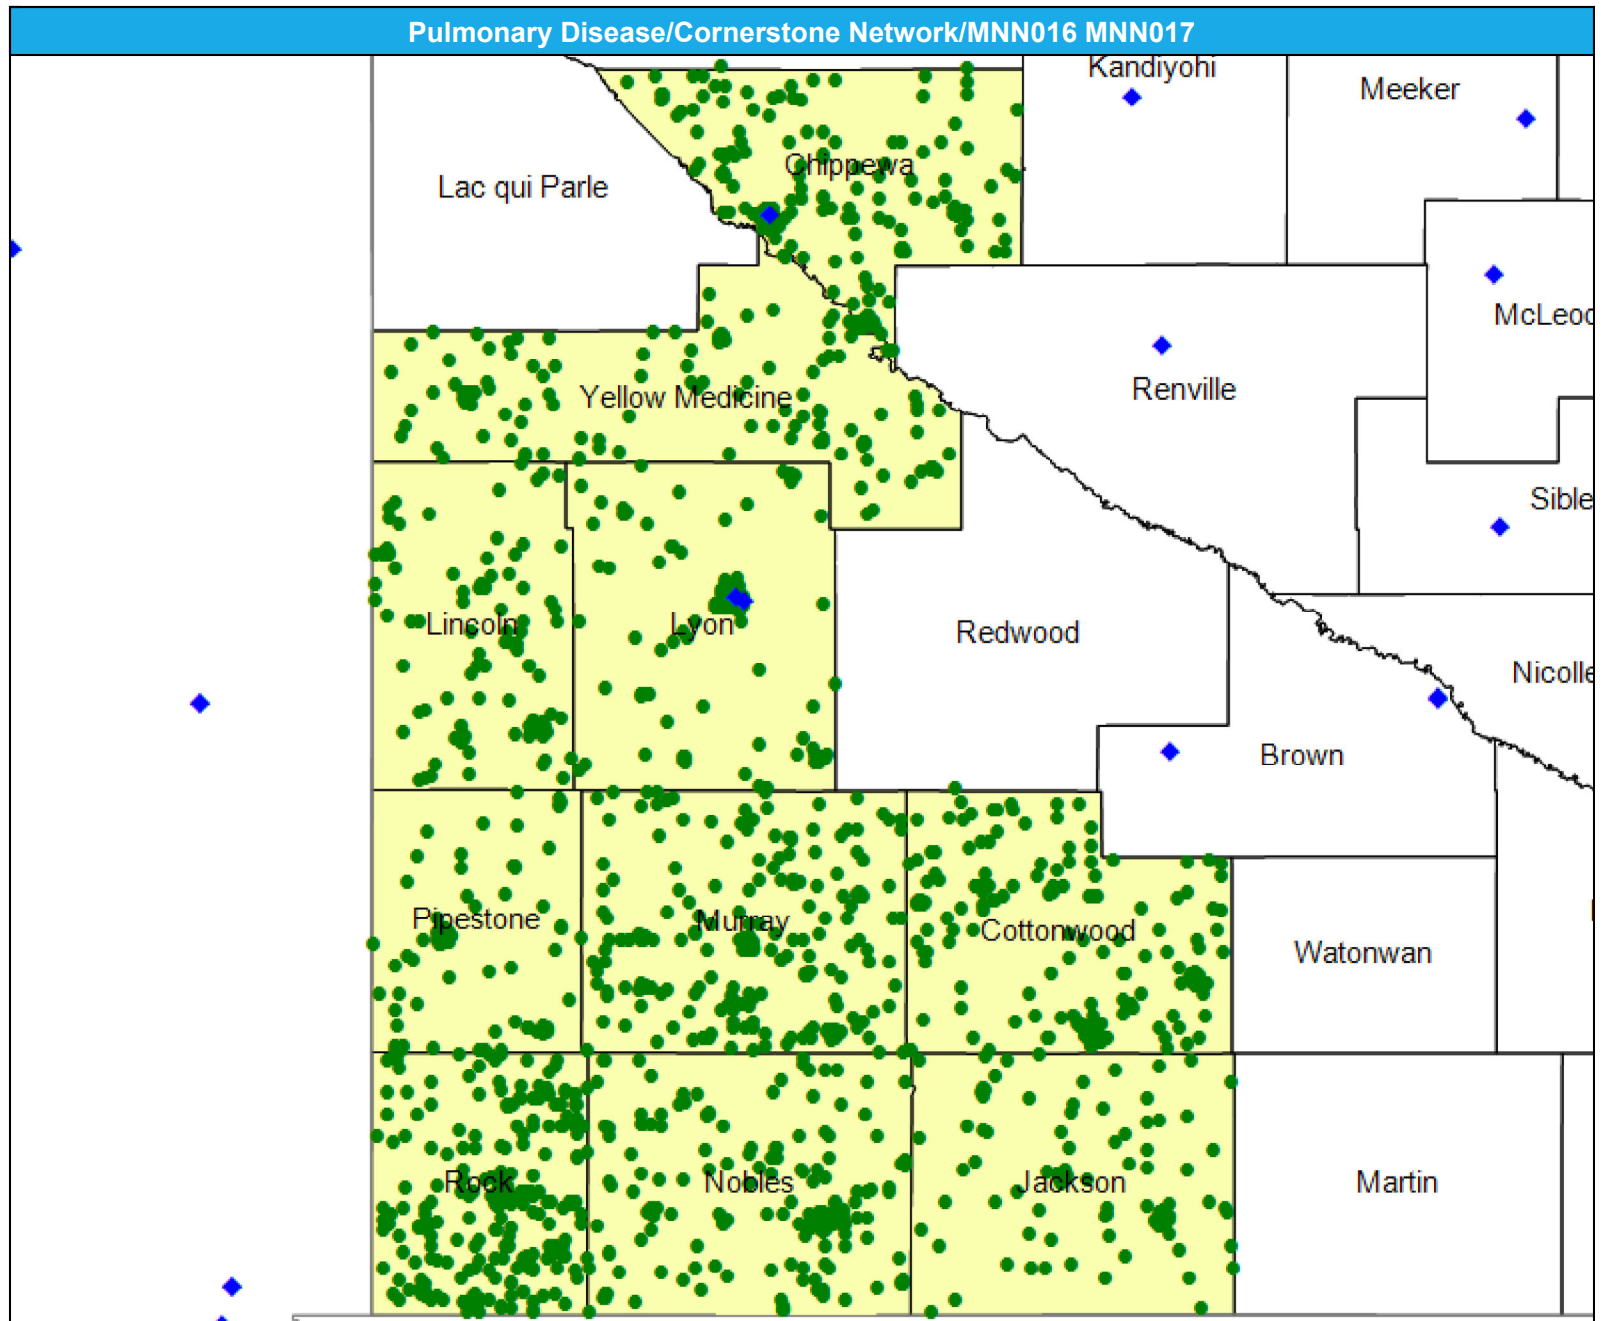 Pulmonary Disease/Cornerstone Network/MNN016 MNN017
Kandiyohi
Meeker
Chippewa
Lac qui Parle
McLeod
Renville
Yellow Medicine
Sible
Lincoln
Lyon
Redwood
Nicolle
Brown
Pipestone
Murray
Cottonwood
Watonwan
Rock
Nobles
Jackson
Martin